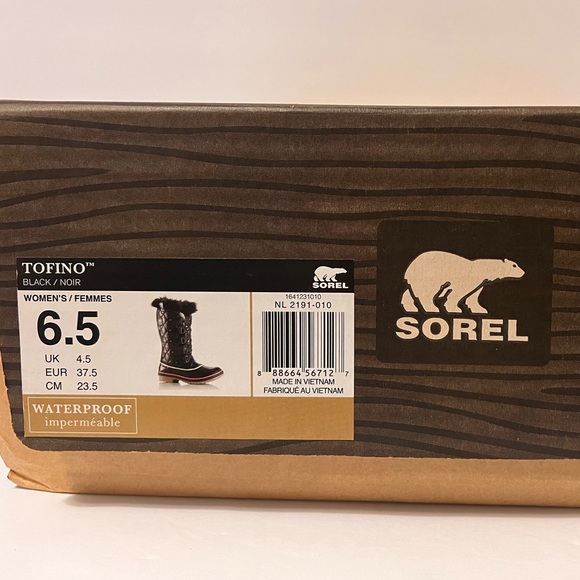 TOFINO™
BLACK / NOIR
SOREL
WOMEN'S / FEMMES
6.5
UK 4.5
EUR 37.5
CM 23.5
1641231010
NL 2191-010
8 88664 56712 7
MADE IN VIETNAM
FABRIQUÉ AU VIETNAM
WATERPROOF
imperméable
SOREL